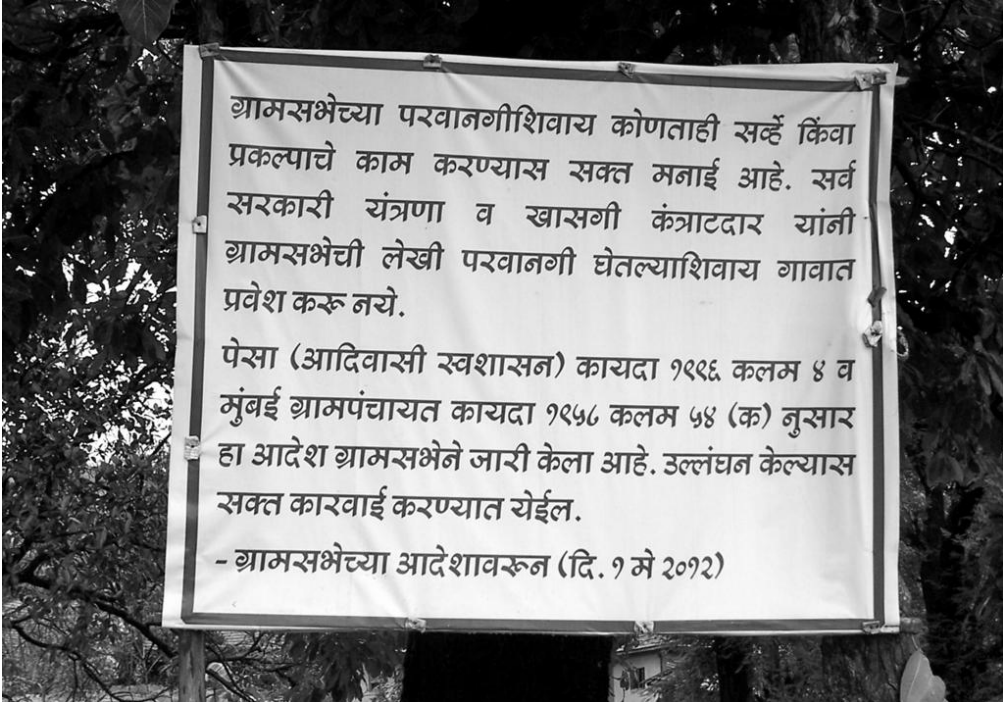 ग्रामसभेच्या परवानगीशिवाय कोणताही सर्व्हे किंवा
प्रकल्पाचे काम करण्यास सक्त मनाई आहे. सर्व
सरकारी यंत्रणा व खासगी कंत्राटदार यांनी
ग्रामसभेची लेखी परवानगी घेतल्याशिवाय गावात
प्रवेश करू नये.
पेसा (आदिवासी स्वशासन) कायदा १९९६ कलम ४ व
मुंबई ग्रामपंचायत कायदा १९५८ कलम ५४ (क) नुसार
हा आदेश ग्रामसभेने जारी केला आहे. उल्लंघन केल्यास
सक्त कारवाई करण्यात येईल.
- ग्रामसभेच्या आदेशावरून (दि. १ मे २०१२)